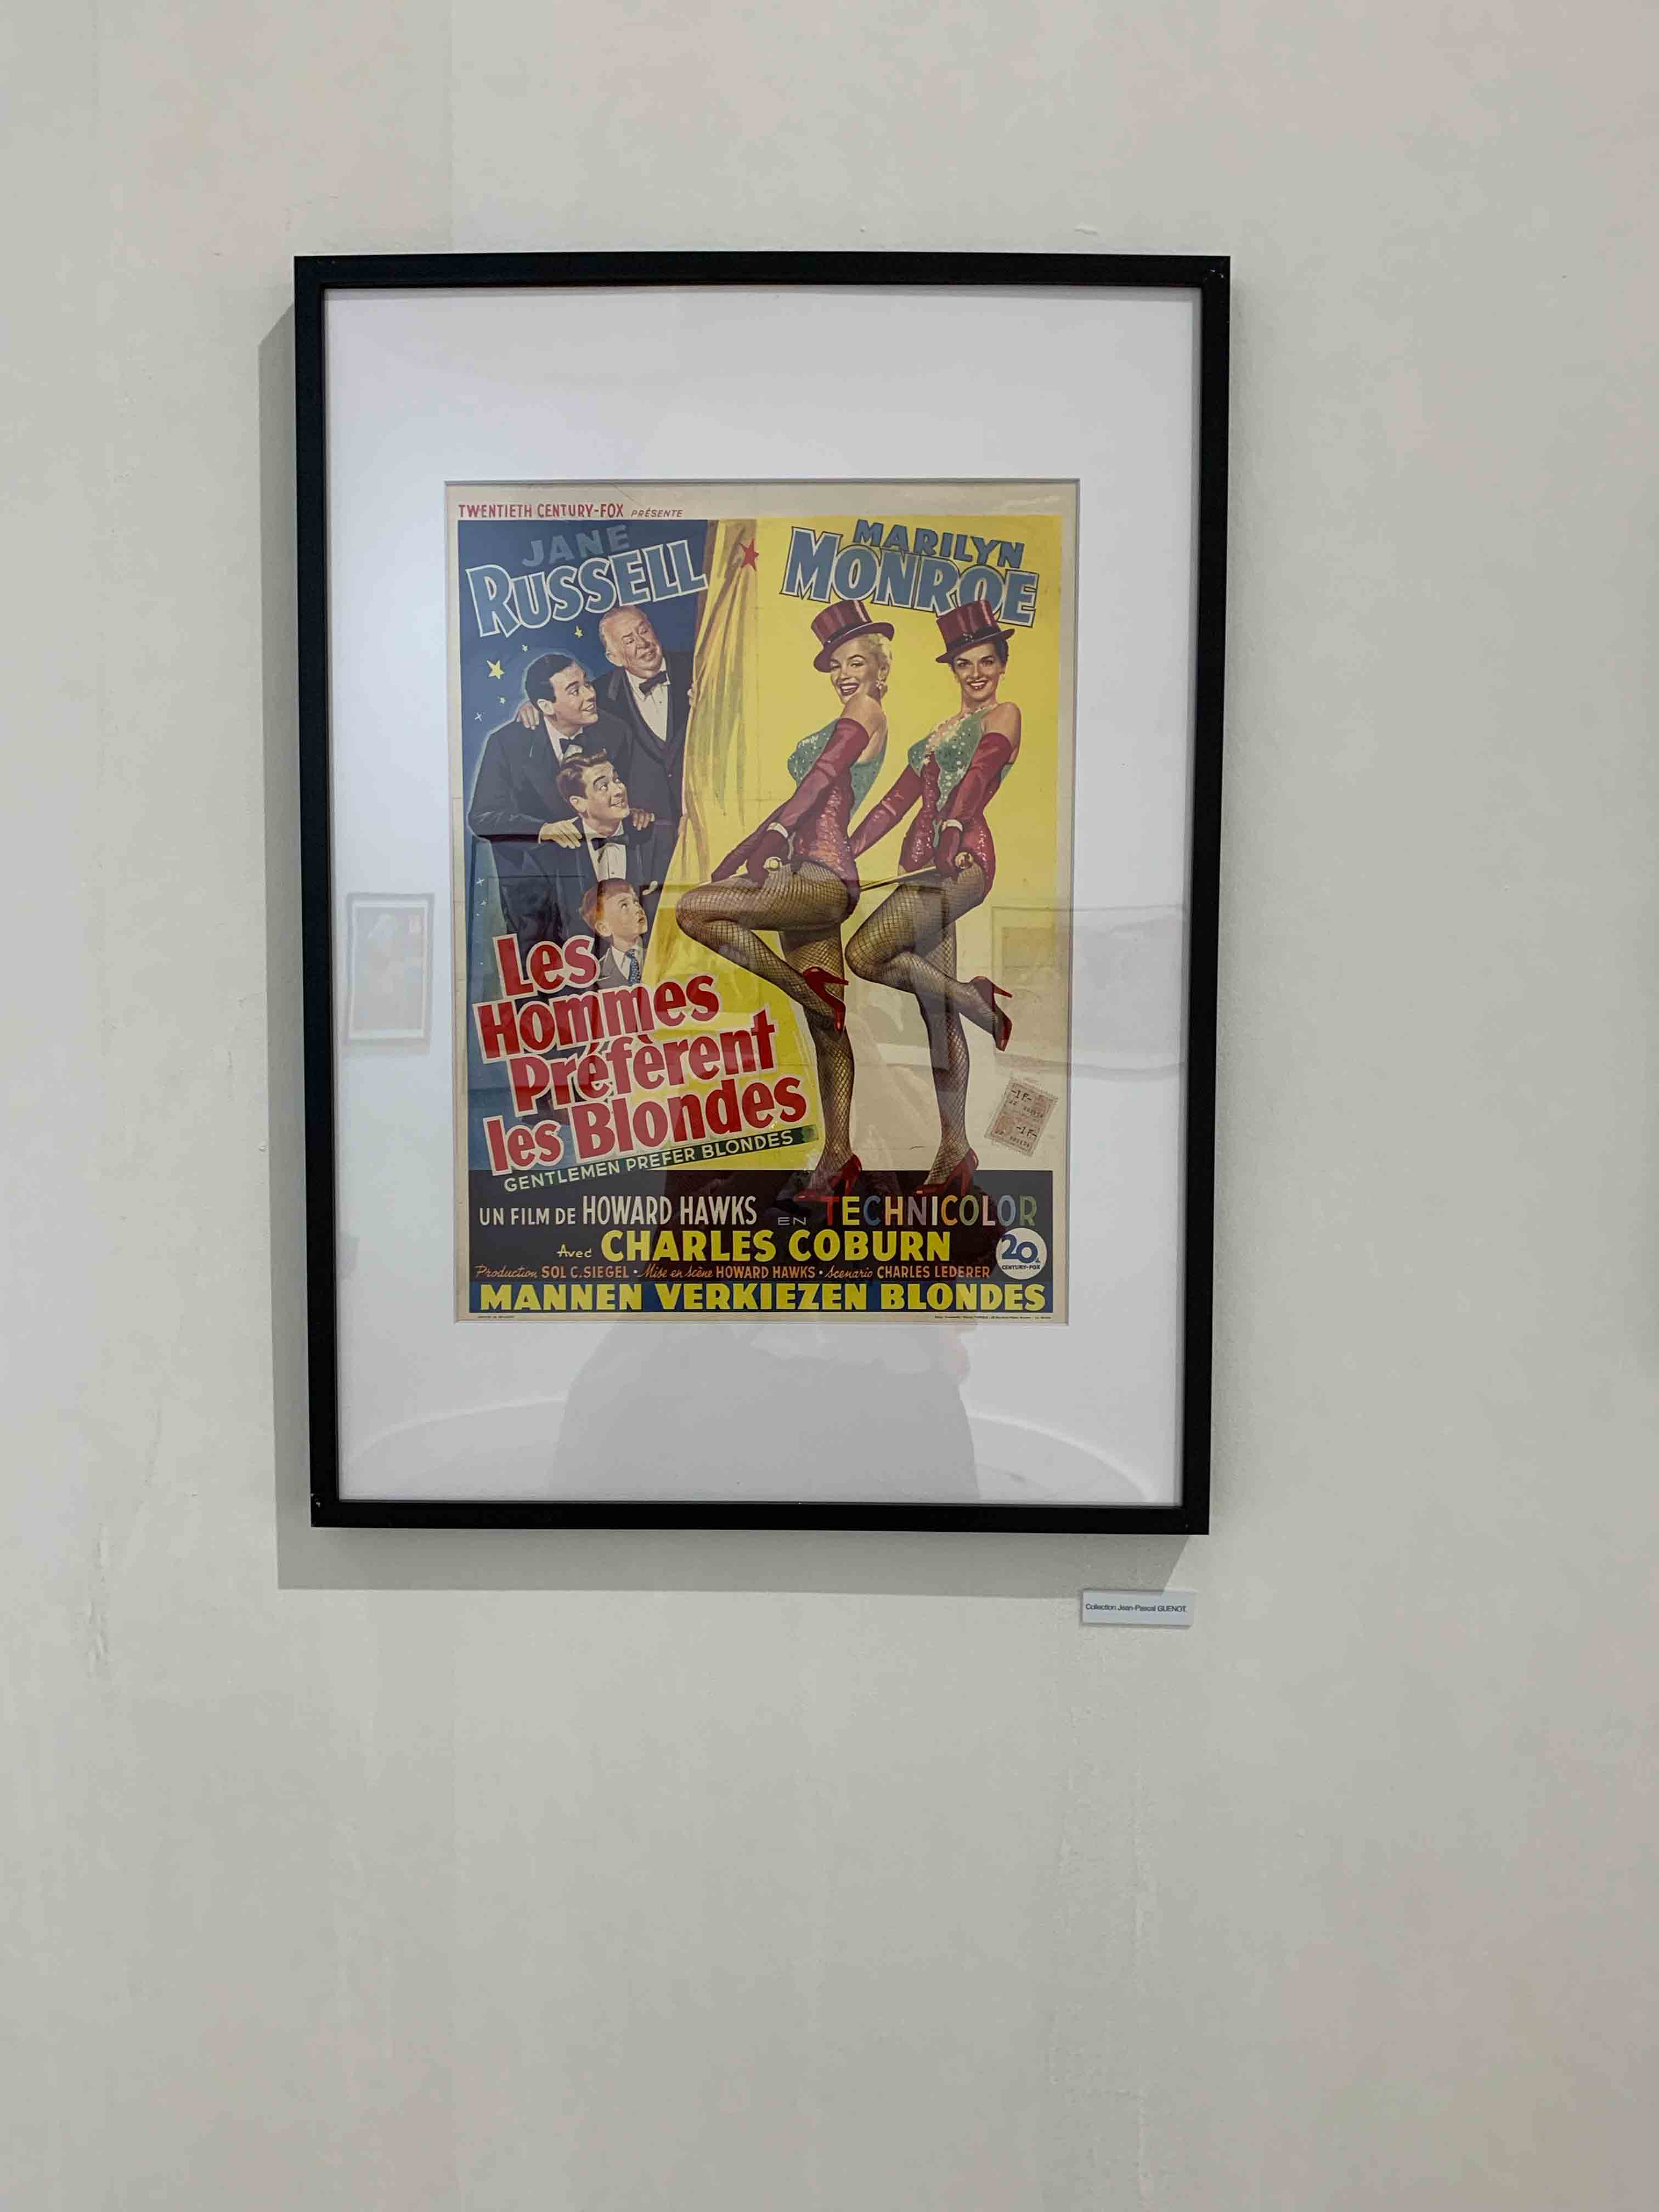 TWENTIETH CENTURY-FOX PRÉSENTE
JANE
RUSSELL
MARILYN
MONROE
Les
Hommes
Préfèrent
les Blondes
GENTLEMEN PREFER BLONDES
-1F-
-1F-
UN FILM DE HOWARD HAWKS EN TECHNICOLOR
Avec CHARLES COBURN
20th
CENTURY-FOX
Production SOL C. SIEGEL • Mise en scène HOWARD HAWKS • Scenario CHARLES LEDERER
MANNEN VERKIEZEN BLONDES
Collection Jean-Pascal GUENOT.